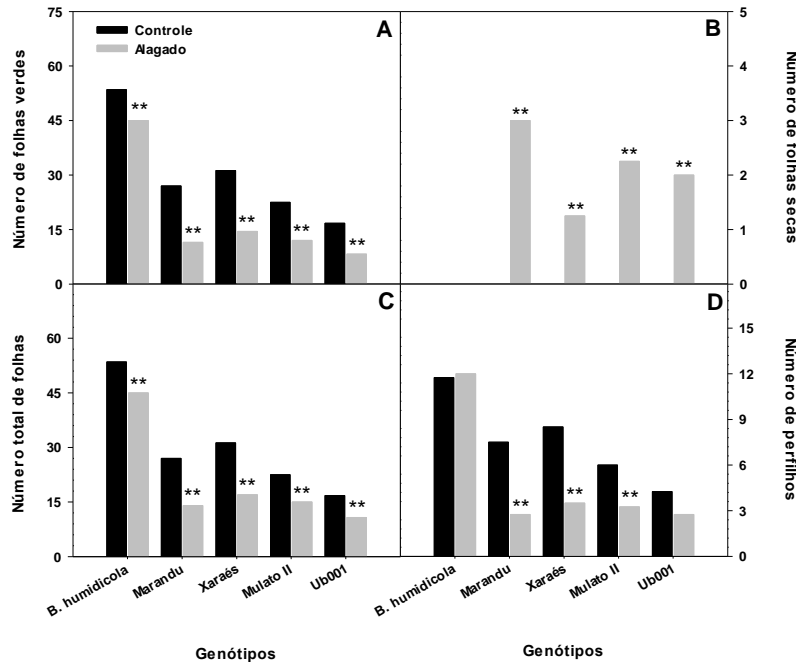 A
Controle
Alagado
Número de folhas verdes
75
60
45
30
15
0
**
**
**
**
**
B
Número de folhas secas
5
4
3
2
1
0
**
**
**
**
C
Número total de folhas
60
45
30
15
0
**
**
**
**
**
B. humidicola
Marandu
Xaraés
Mulato II
Ub001
Genótipos
D
Número de perfilhos
15
12
9
6
3
0
**
**
**
B. humidicola
Marandu
Xaraés
Mulato II
Ub001
Genótipos